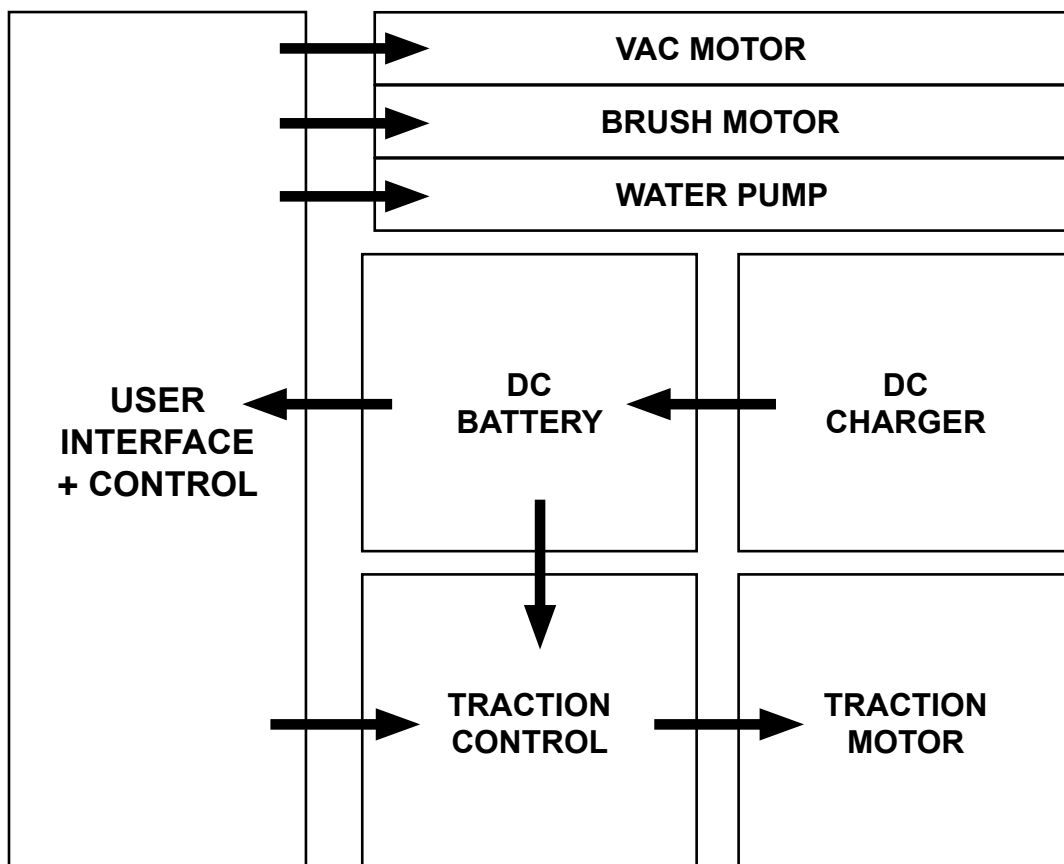 VAC MOTOR
BRUSH MOTOR
WATER PUMP
USER
INTERFACE
+ CONTROL
DC
BATTERY
DC
CHARGER
TRACTION
CONTROL
TRACTION
MOTOR